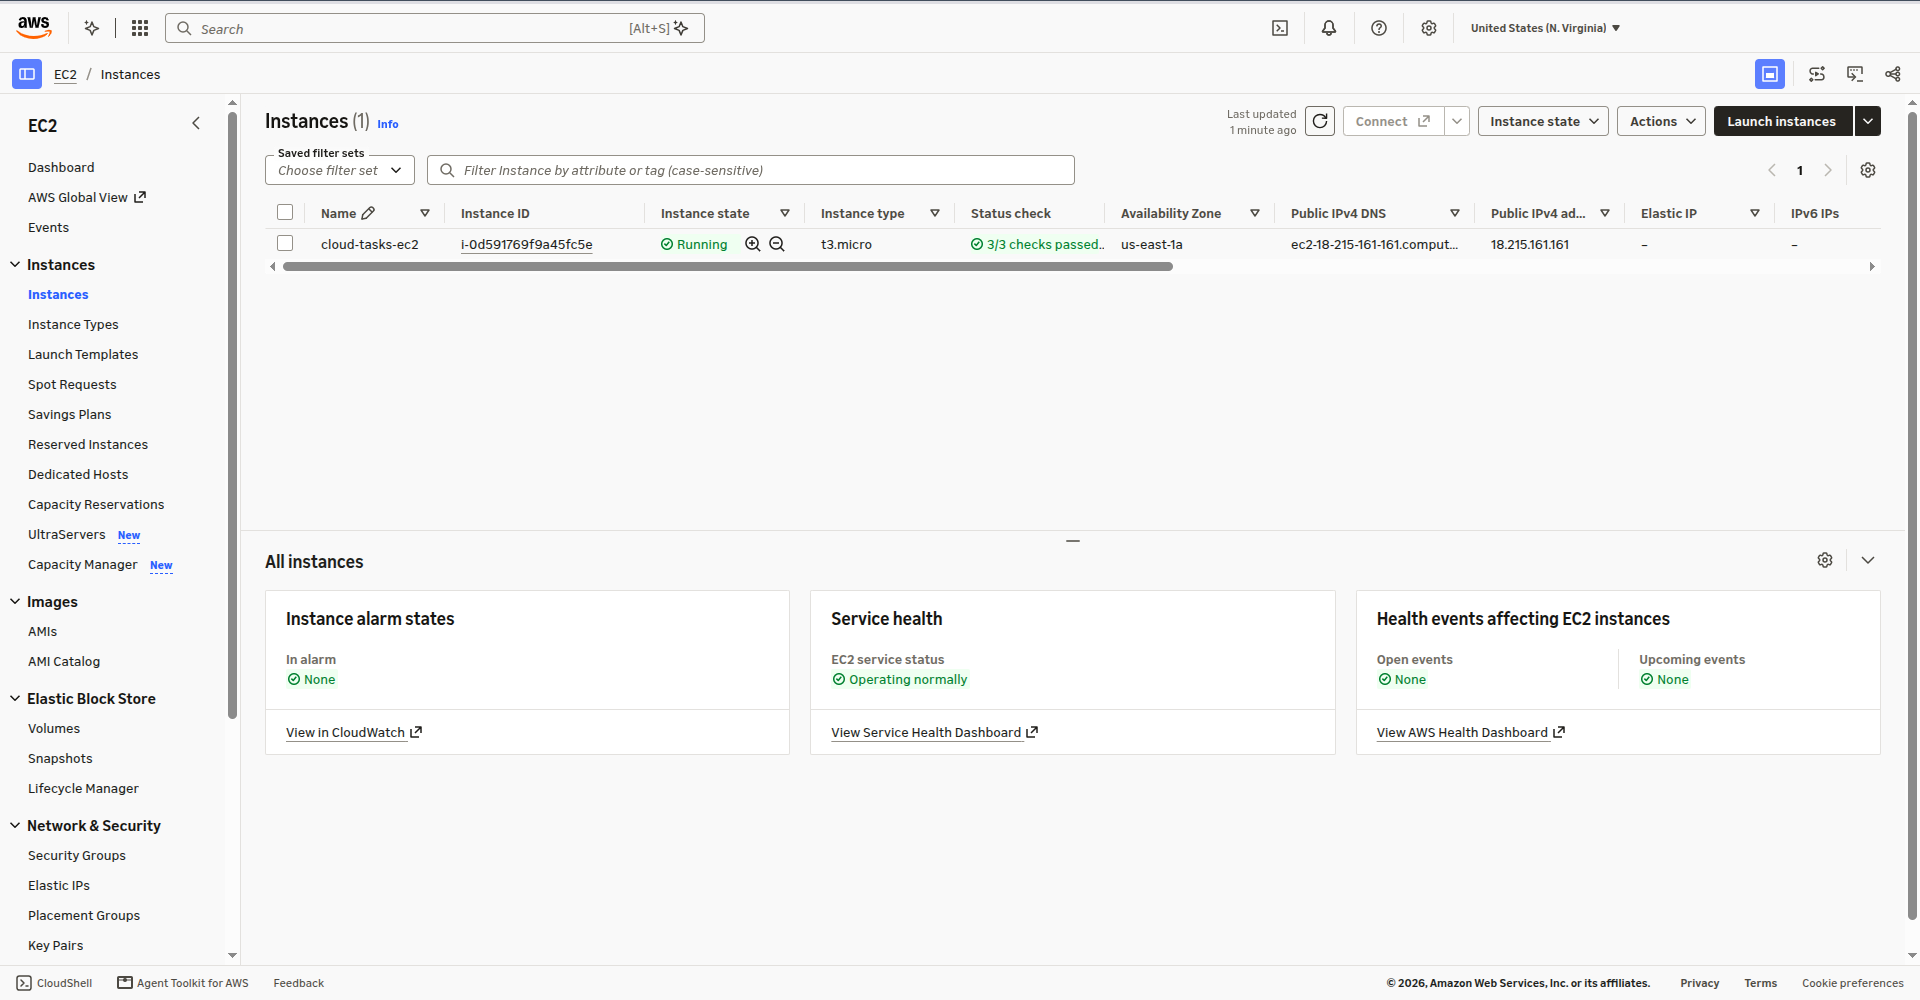 aws
Search [Alt+S]
United States (N. Virginia)
EC2 / Instances
EC2
Dashboard
AWS Global View
Events
Instances
Instances
Instance Types
Launch Templates
Spot Requests
Savings Plans
Reserved Instances
Dedicated Hosts
Capacity Reservations
UltraServers New
Capacity Manager New
Images
AMIs
AMI Catalog
Elastic Block Store
Volumes
Snapshots
Lifecycle Manager
Network & Security
Security Groups
Elastic IPs
Placement Groups
Key Pairs
Instances (1) Info
Last updated
1 minute ago
Connect
Instance state
Actions
Launch instances
Saved filter sets
Choose filter set
Filter Instance by attribute or tag (case-sensitive)
1
Name Instance ID Instance state Instance type Status check Availability Zone Public IPv4 DNS Public IPv4 ad... Elastic IP IPv6 IPs
cloud-tasks-ec2 i-0d591769f9a45fc5e Running t3.micro 3/3 checks passed.. us-east-1a ec2-18-215-161-161.comput... 18.215.161.161 – –
All instances
Instance alarm states
In alarm
None
View in CloudWatch
Service health
EC2 service status
Operating normally
View Service Health Dashboard
Health events affecting EC2 instances
Open events
None
Upcoming events
None
View AWS Health Dashboard
CloudShell Agent Toolkit for AWS Feedback
© 2026, Amazon Web Services, Inc. or its affiliates. Privacy Terms Cookie preferences